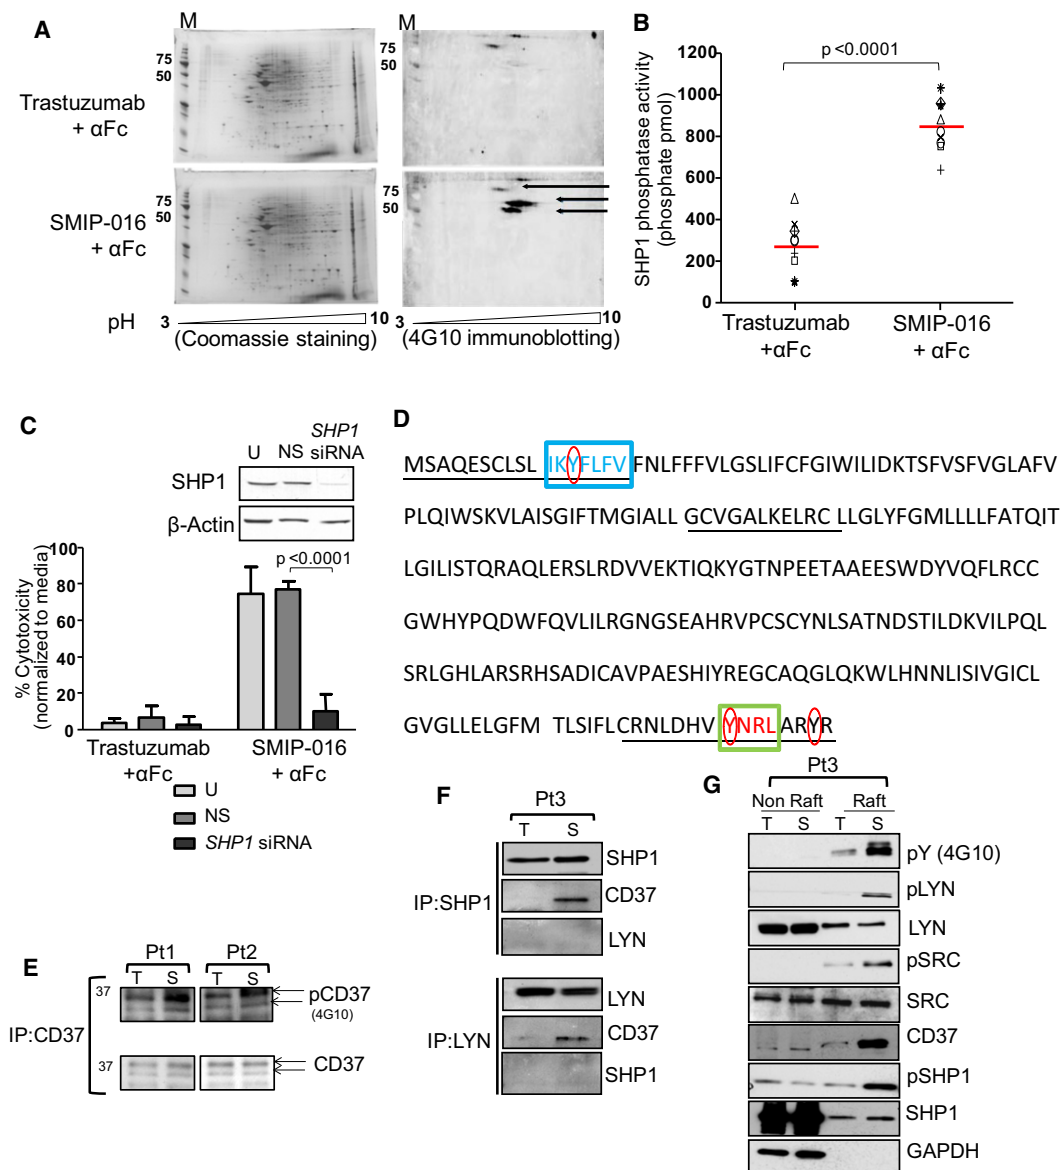 A
M
M
75
50
75
50
Trastuzumab
+ αFc
75
50
75
50
SMIP-016
+ αFc
pH
3
10
3
10
(Coomassie staining)
(4G10 immunoblotting)
B
p <0.0001
SHP1 phosphatase activity
(phosphate pmol)
1200
1000
800
600
400
200
0
Trastuzumab
+αFc
SMIP-016
+ αFc
C
U
NS
SHP1
siRNA
SHP1
β-Actin
p <0.0001
% Cytotoxicity
(normalized to media)
100
80
60
40
20
0
Trastuzumab
+αFc
SMIP-016
+ αFc
U
NS
SHP1 siRNA
D
MSAQESCLSL IKYFLFV FNLFFFVLGSLIFCFGIWILIDKTSFVSFVGLAFV
PLQIWSKVLAISGIFTMGIALL GCVGALKELRC LLGLYFGMLLLLFATQIT
LGILISTQRAQLERSLRDVVEKTIQKYGTNPEETAAEESWDYVQFLRCC
GWHYPQDWFQVLILRGNGSEAHRVPCSCYNLSATNDSTILDKVILPQL
SRLGHLARSRHSADICAVPAESHIYREGCAQGLQKWLHNNLISIVGICL
GVGLLELGFM TLSIFLCRNLDHV YNRL ARYR
E
Pt1
Pt2
T
S
T
S
IP:CD37
37
pCD37
(4G10)
37
CD37
F
Pt3
T
S
IP:SHP1
SHP1
CD37
LYN
IP:LYN
LYN
CD37
SHP1
G
Pt3
Non Raft
Raft
T
S
T
S
pY (4G10)
pLYN
LYN
pSRC
SRC
CD37
pSHP1
SHP1
GAPDH